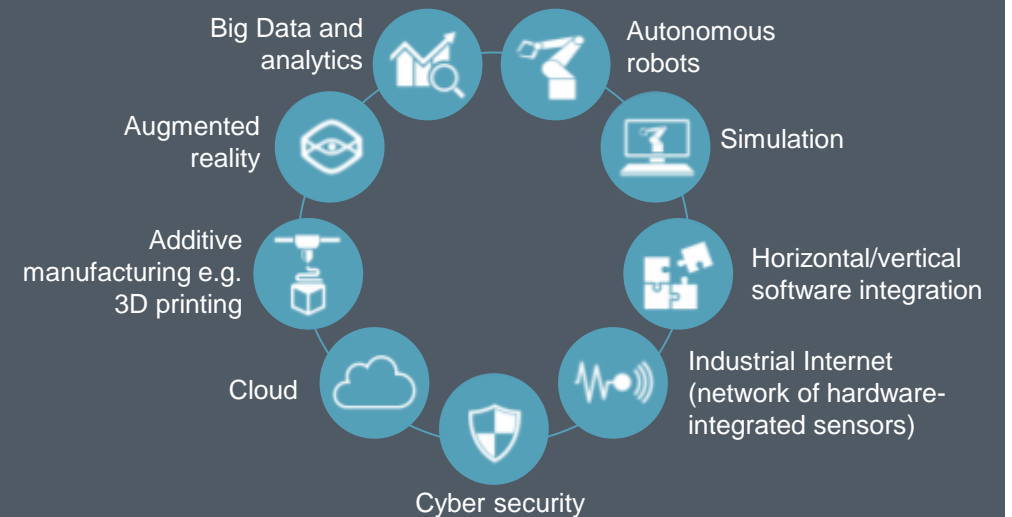 Big Data and
analytics
Autonomous
robots
Augmented
reality
Simulation
Additive
manufacturing e.g.
3D printing
Horizontal/vertical
software integration
Cloud
Industrial Internet
(network of hardware-
integrated sensors)
Cyber security